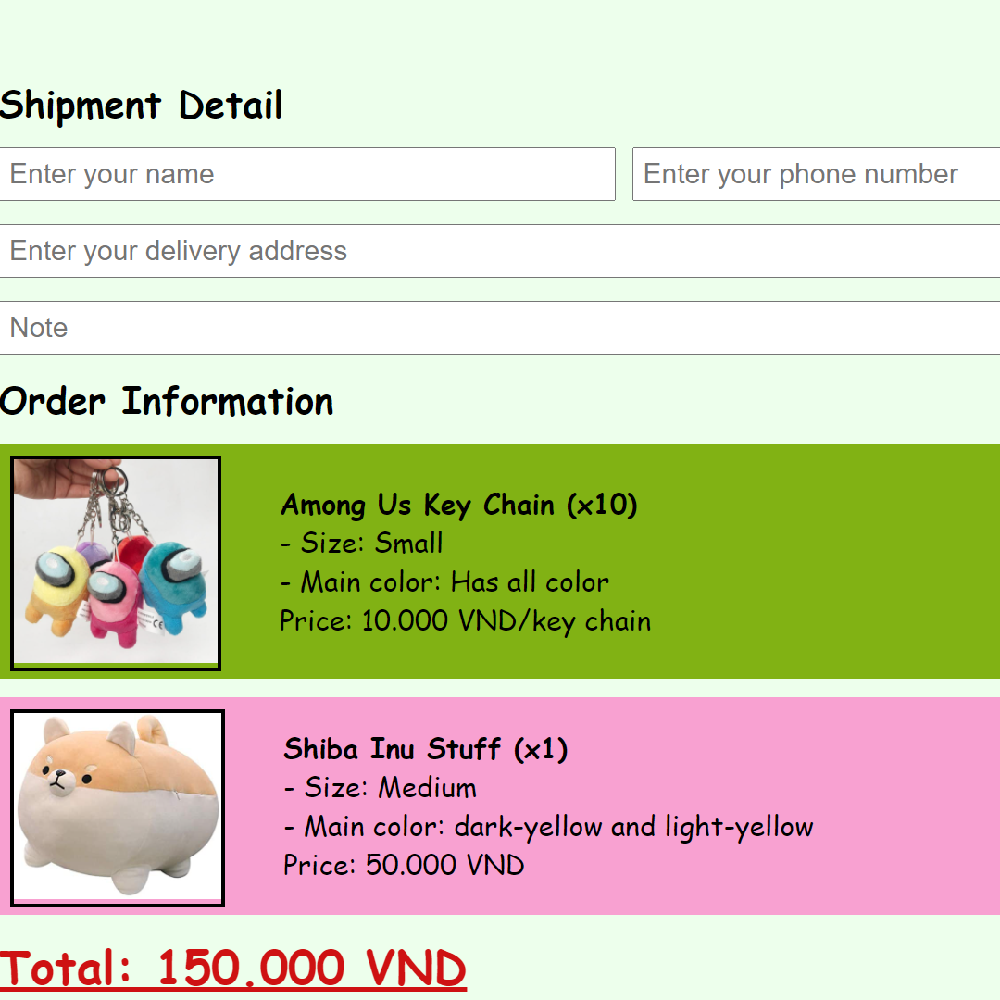 Shipment Detail
Enter your name Enter your phone number
Enter your delivery address
Note
Order Information
Among Us Key Chain (x10)
- Size: Small
- Main color: Has all color
Price: 10.000 VND/key chain
Shiba Inu Stuff (x1)
- Size: Medium
- Main color: dark-yellow and light-yellow
Price: 50.000 VND
Total: 150.000 VND